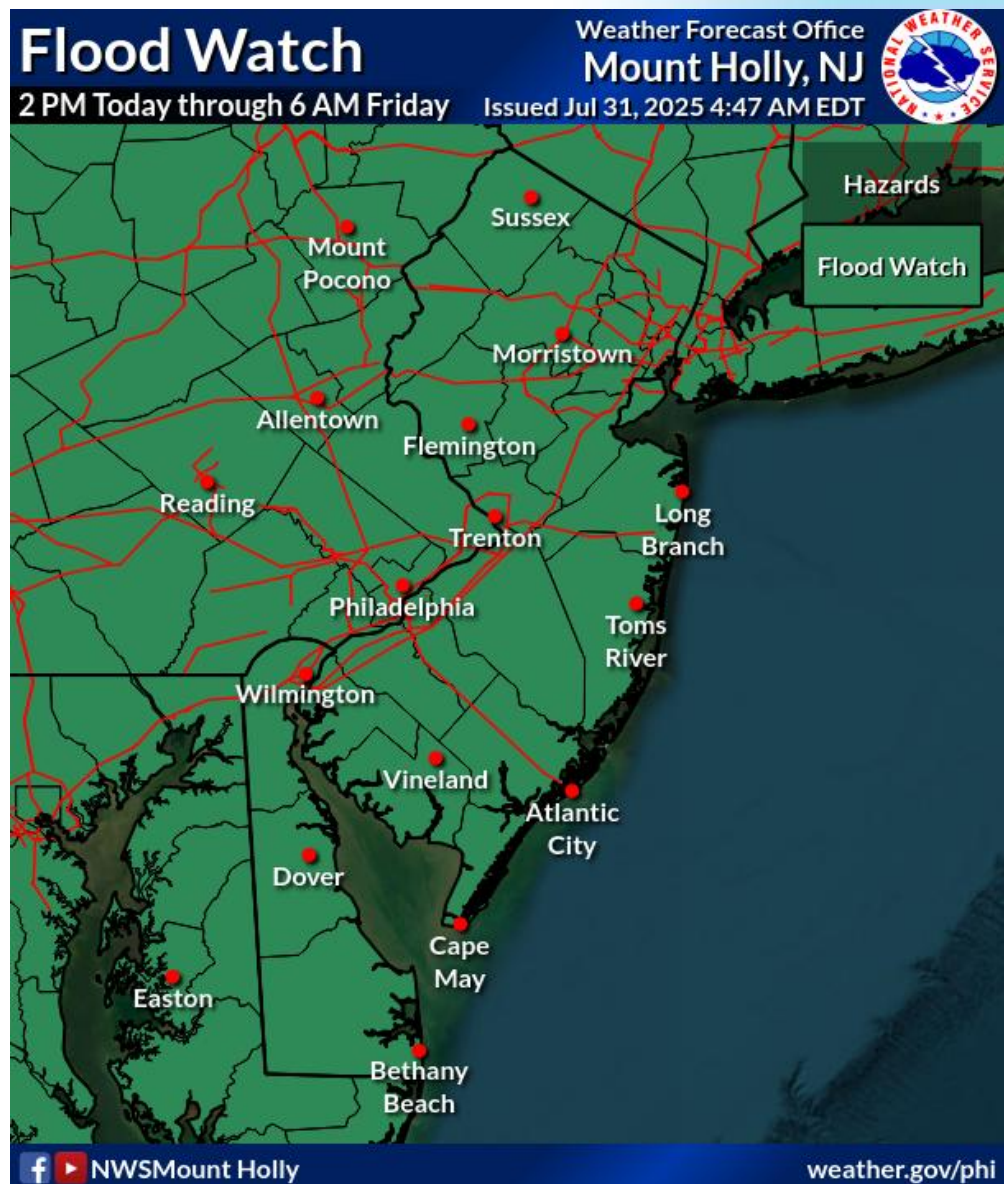 Flood Watch
2 PM Today through 6 AM Friday
Weather Forecast Office
Mount Holly, NJ
Issued Jul 31, 2025 4:47 AM EDT
NATIONAL WEATHER SERVICE
Hazards
Flood Watch
Sussex
Mount
Pocono
Morristown
Allentown
Flemington
Reading
Long
Branch
Trenton
Philadelphia
Toms
River
Wilmington
Vineland
Atlantic
City
Dover
Cape
May
Easton
Bethany
Beach
NWSMount Holly
weather.gov/phi